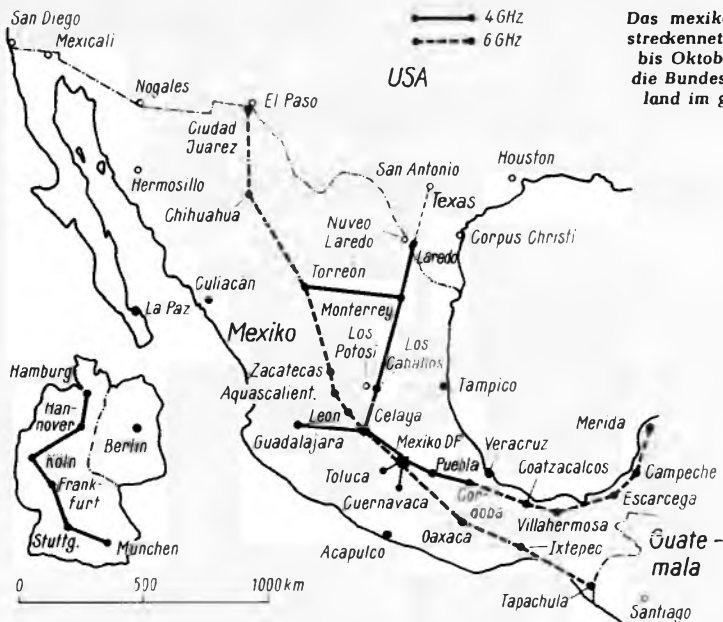 San Diego
Mexicali
Nogales
El Paso
Ciudad
Juarez
Hermosillo
Chihuahua
4 GHz
6 GHz
USA
Das mexik
streckennet
bis Oktob
die Bundes
land im g
San Antonio
Texas
Houston
Nuveo
Laredo
Laredo
Corpus Christi
Torreon
Monterrey
Culiacán
La Paz
Mexiko
Los
Potosi
Los
Caballos
Tampico
Zacatecas
Aquascalient.
Leon
Celaya
Guadalajara
Mexiko DF
Puebla
Veracruz
Coatzacalcos
Merida
Campeche
Escarcega
Toluca
Cuernavaca
Villahermosa
Acapulco
Oaxaca
Ixtepec
Guate-
mala
Tapachula
Santiago
Hamburg
Han-
nover
Berlin
Köln
Frank-
furt
Stuttg.
München
0 500 1000 km